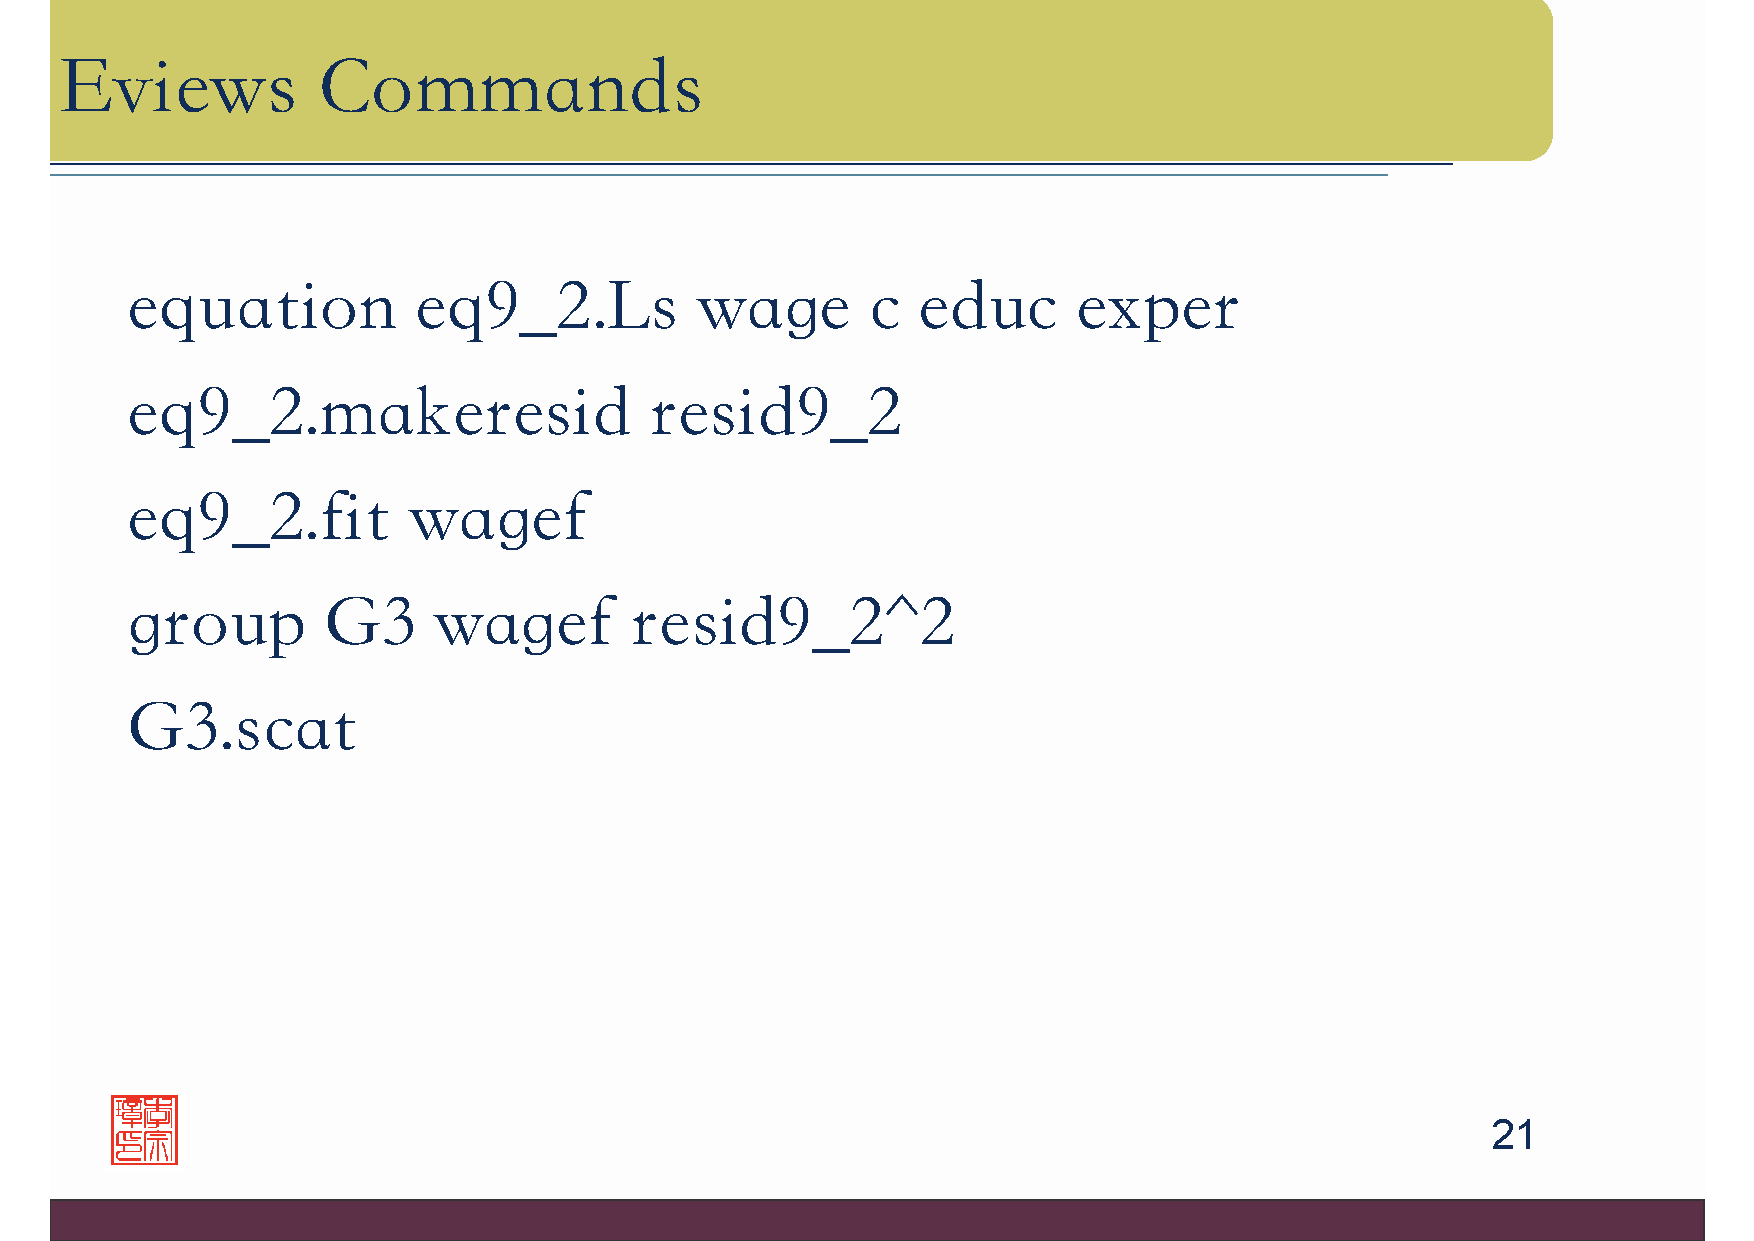 Eviews Commands
equation eq9_2.Ls wage c educ exper
eq9_2.makeresid resid9_2
eq9_2.fit wagef
group G3 wagef resid9_2^2
G3.scat
21